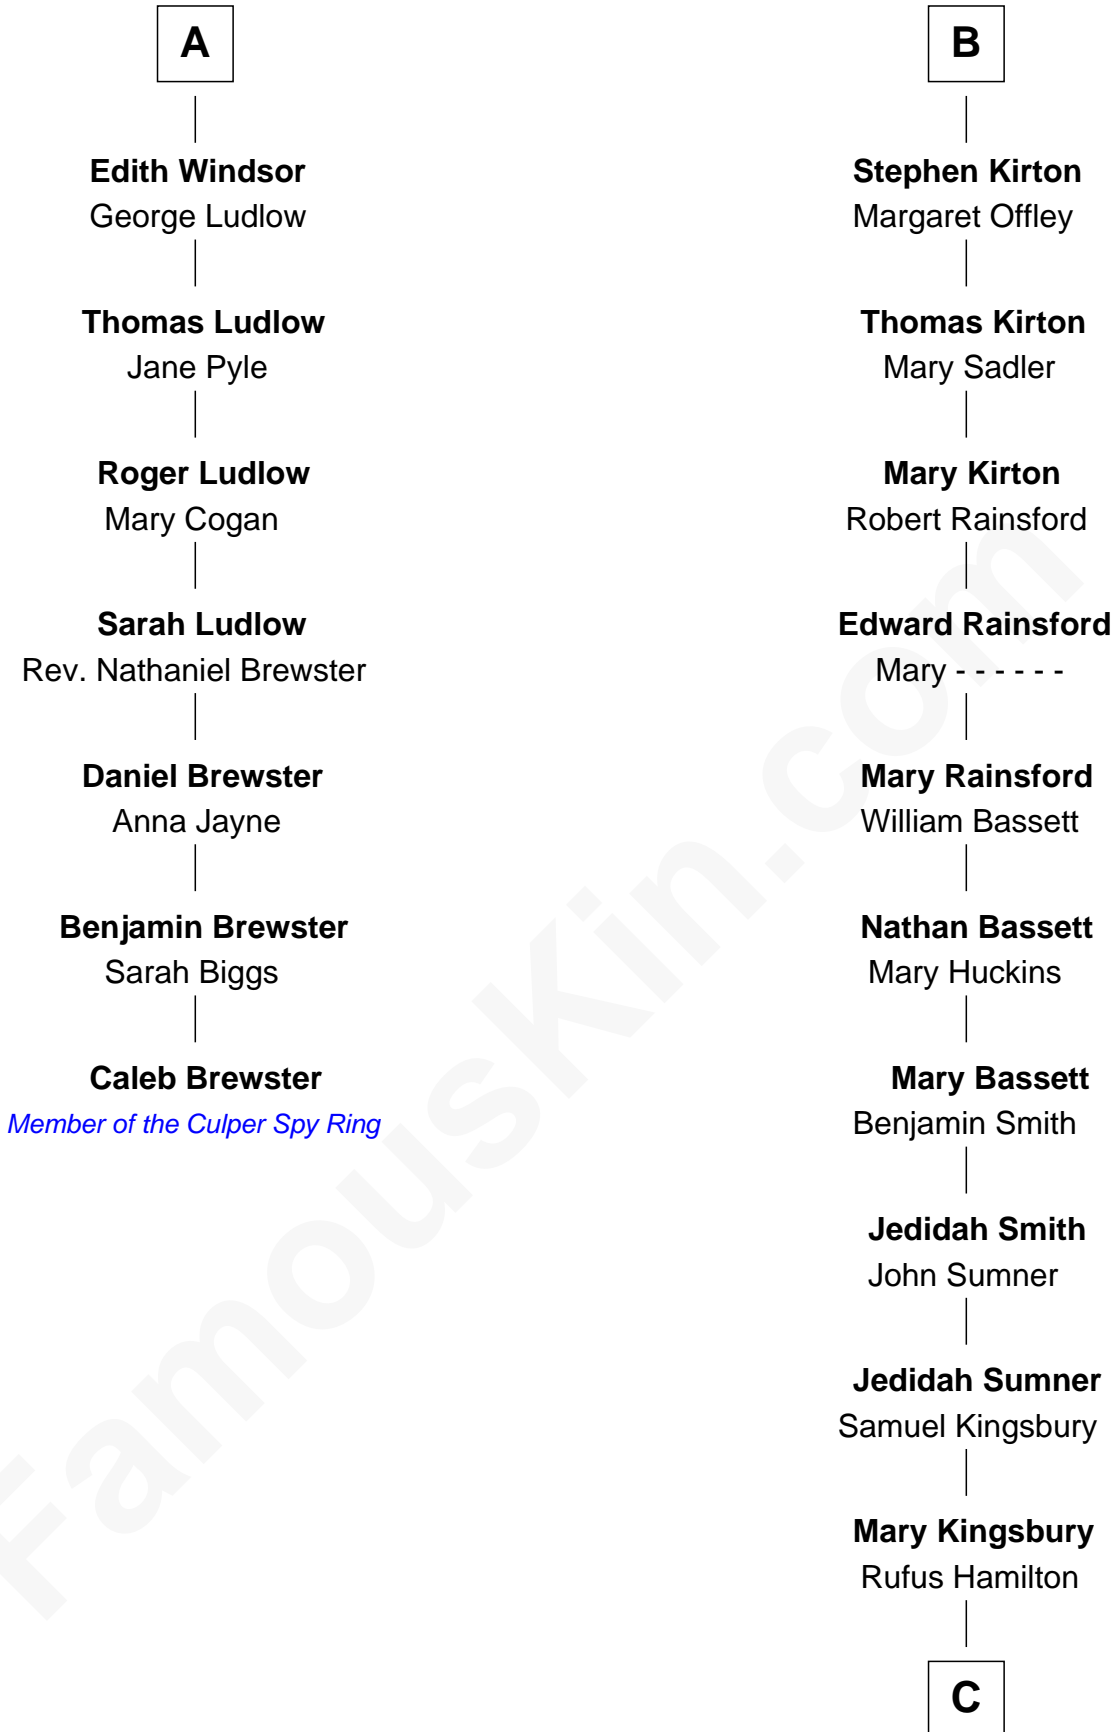 A
Edith Windsor
George Ludlow
Thomas Ludlow
Jane Pyle
Roger Ludlow
Mary Cogan
Sarah Ludlow
Rev. Nathaniel Brewster
Daniel Brewster
Anna Jayne
Benjamin Brewster
Sarah Biggs
Caleb Brewster
Member of the Culper Spy Ring
B
Stephen Kirton
Margaret Offley
Thomas Kirton
Mary Sadler
Mary Kirton
Robert Rainsford
Edward Rainsford
Mary - - - - - -
Mary Rainsford
William Bassett
Nathan Bassett
Mary Huckins
Mary Bassett
Benjamin Smith
Jedidah Smith
John Sumner
Jedidah Sumner
Samuel Kingsbury
Mary Kingsbury
Rufus Hamilton
C
FamousKin.com